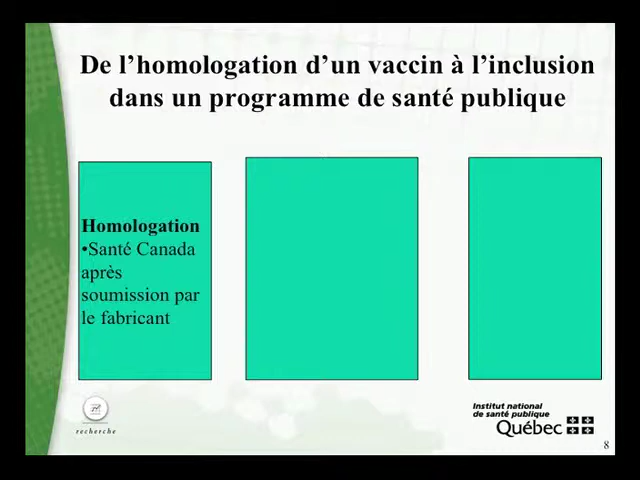 De l’homologation d’un vaccin à l’inclusion
dans un programme de santé publique
Homologation
•Santé Canada
après
soumission par
le fabricant
recherche
Institut national
de santé publique
Québec
8